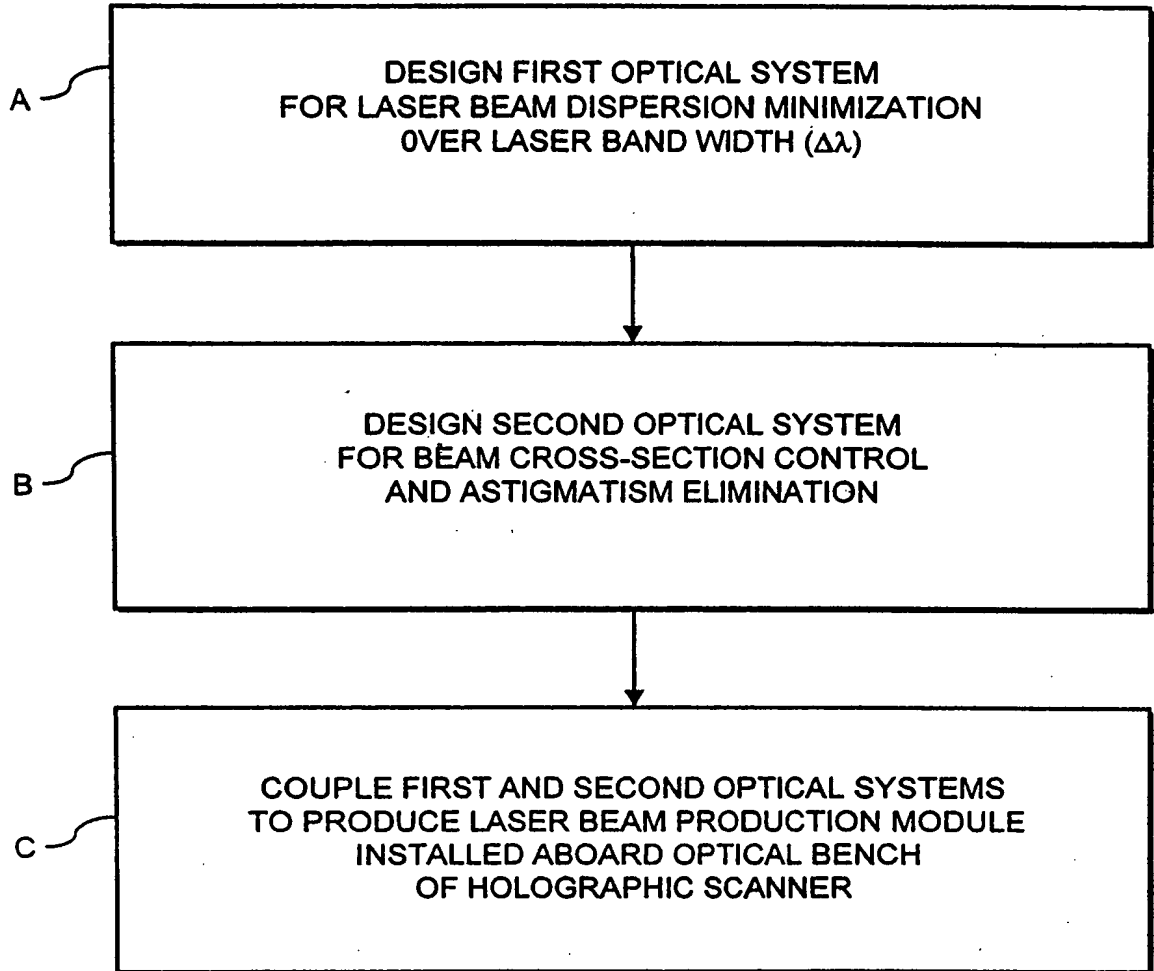 A
DESIGN FIRST OPTICAL SYSTEM
FOR LASER BEAM DISPERSION MINIMIZATION
0VER LASER BAND WIDTH (Δλ)
B
DESIGN SECOND OPTICAL SYSTEM
FOR BEAM CROSS-SECTION CONTROL
AND ASTIGMATISM ELIMINATION
C
COUPLE FIRST AND SECOND OPTICAL SYSTEMS
TO PRODUCE LASER BEAM PRODUCTION MODULE
INSTALLED ABOARD OPTICAL BENCH
OF HOLOGRAPHIC SCANNER